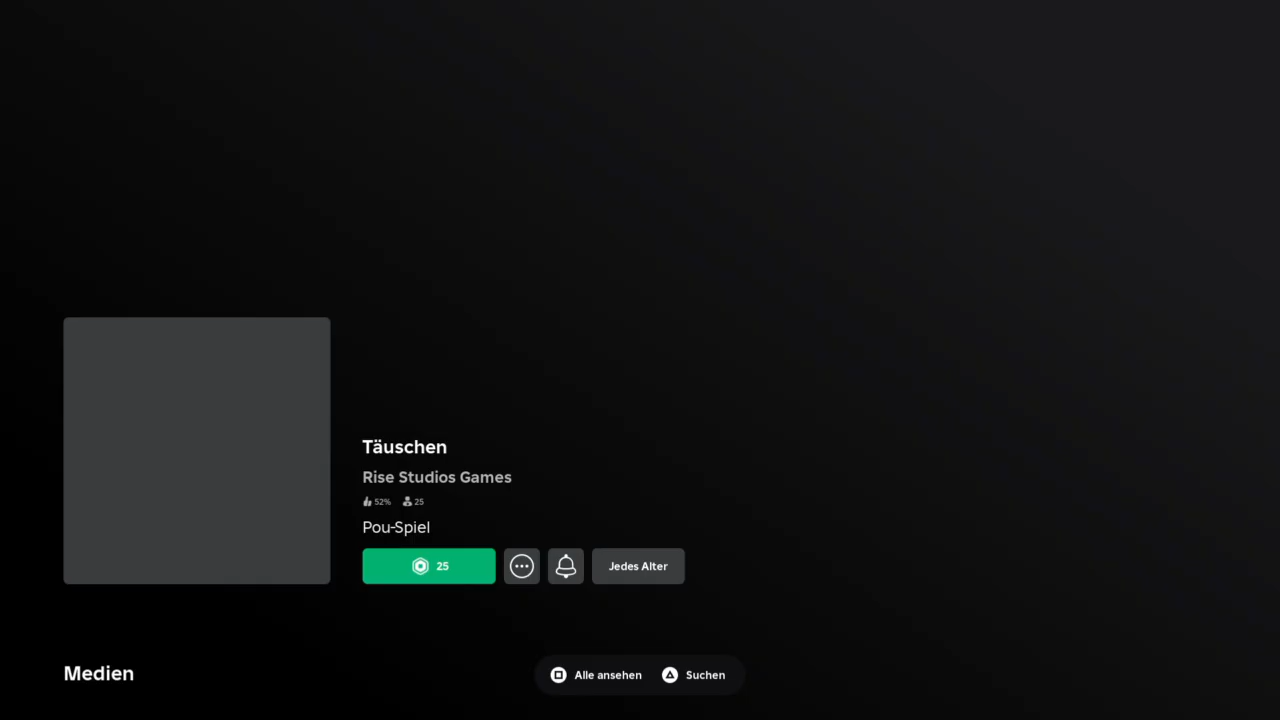 Täuschen
Rise Studios Games
52% 25
Pou-Spiel
25
Jedes Alter
Medien
Alle ansehen
Suchen